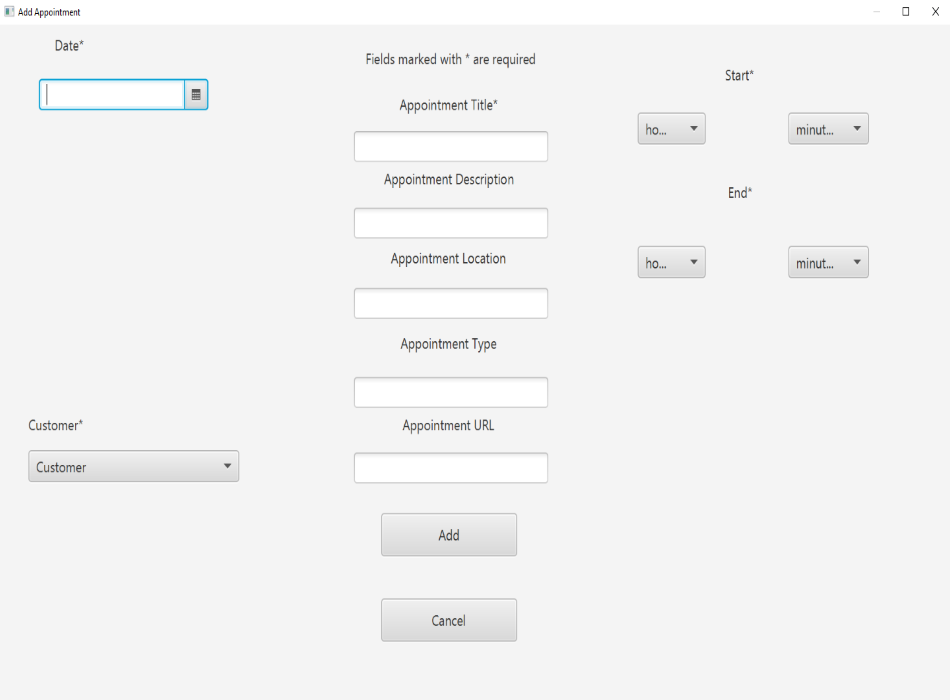 Add Appointment
Date*
Fields marked with * are required
Start*
Appointment Title*
ho...
minut...
Appointment Description
End*
Appointment Location
ho...
minut...
Appointment Type
Customer*
Appointment URL
Customer
Add
Cancel